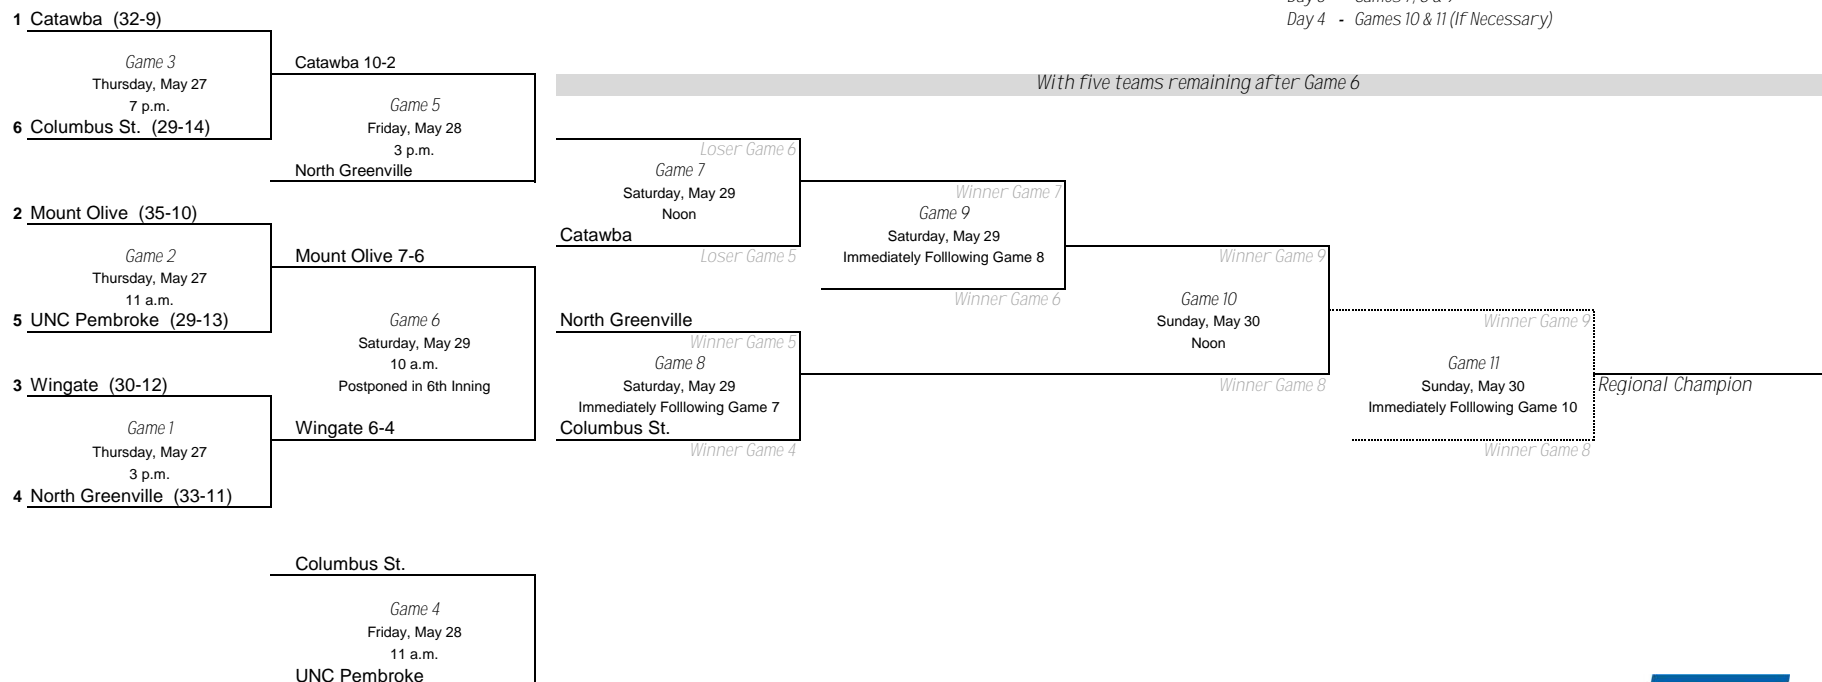 Day 4 - Games 10 & 11 (If Necessary)
1 Catawba (32-9)
Game 3
Thursday, May 27
7 p.m.
6 Columbus St. (29-14)
Catawba 10-2
Game 5
Friday, May 28
3 p.m.
North Greenville
2 Mount Olive (35-10)
Game 2
Thursday, May 27
11 a.m.
5 UNC Pembroke (29-13)
Mount Olive 7-6
Game 6
Saturday, May 29
10 a.m.
Postponed in 6th Inning
Wingate 6-4
3 Wingate (30-12)
Game 1
Thursday, May 27
3 p.m.
4 North Greenville (33-11)
Columbus St.
Game 4
Friday, May 28
11 a.m.
UNC Pembroke
With five teams remaining after Game 6
Loser Game 6
Game 7
Saturday, May 29
Noon
Catawba
Loser Game 5
North Greenville
Winner Game 5
Game 8
Saturday, May 29
Immediately Folllowing Game 7
Columbus St.
Winner Game 4
Winner Game 7
Game 9
Saturday, May 29
Immediately Folllowing Game 8
Winner Game 6
Winner Game 9
Game 10
Sunday, May 30
Noon
Winner Game 8
Winner Game 9
Game 11
Sunday, May 30
Immediately Folllowing Game 10
Winner Game 8
Regional Champion